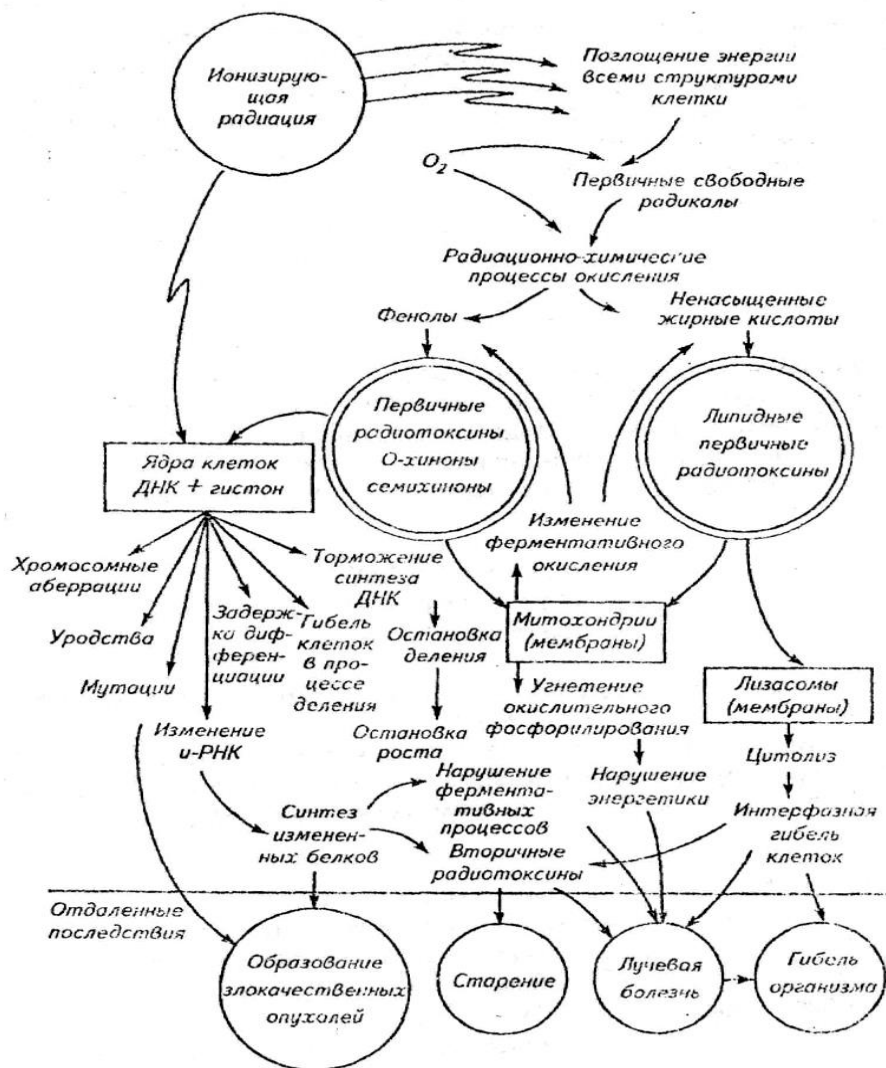 Ионизирую-
щая
радиация
Поглощение энергии
всеми структурами
клетки
O₂
Первичные свободные
радикалы
Радиационно-химические
процессы окисления
Фенолы
Ненасыщенные
жирные кислоты
Первичные
радиотоксины
О-хиноны
семихиноны
Липидные
первичные
радиотоксины
Ядра клеток
ДНК + гистон
Изменение
ферментативного
окисления
Хромосомные
аберрации
Уродства
Мутации
Изменение
и-РНК
Задерж-
ка диф-
ференци-
ации
Гибель
клеток
в про-
цессе
деления
Торможение
синтеза
ДНК
Остановка
деления
Остановка
роста
Митохондрии
(мембраны)
Угнетение
окислительного
фосфорилирования
Нарушение
энергетики
Лизасомы
(мембраны)
Цитолиз
Интерфазная
гибель
клеток
Синтез
изменен-
ных белков
Нарушение
фермента-
тивных
процессов
Вторичные
радиотоксины
Отдаленные
последствия
Образование
злокачественных
опухолей
Старение
Лучевая
болезнь
Гибель
организма